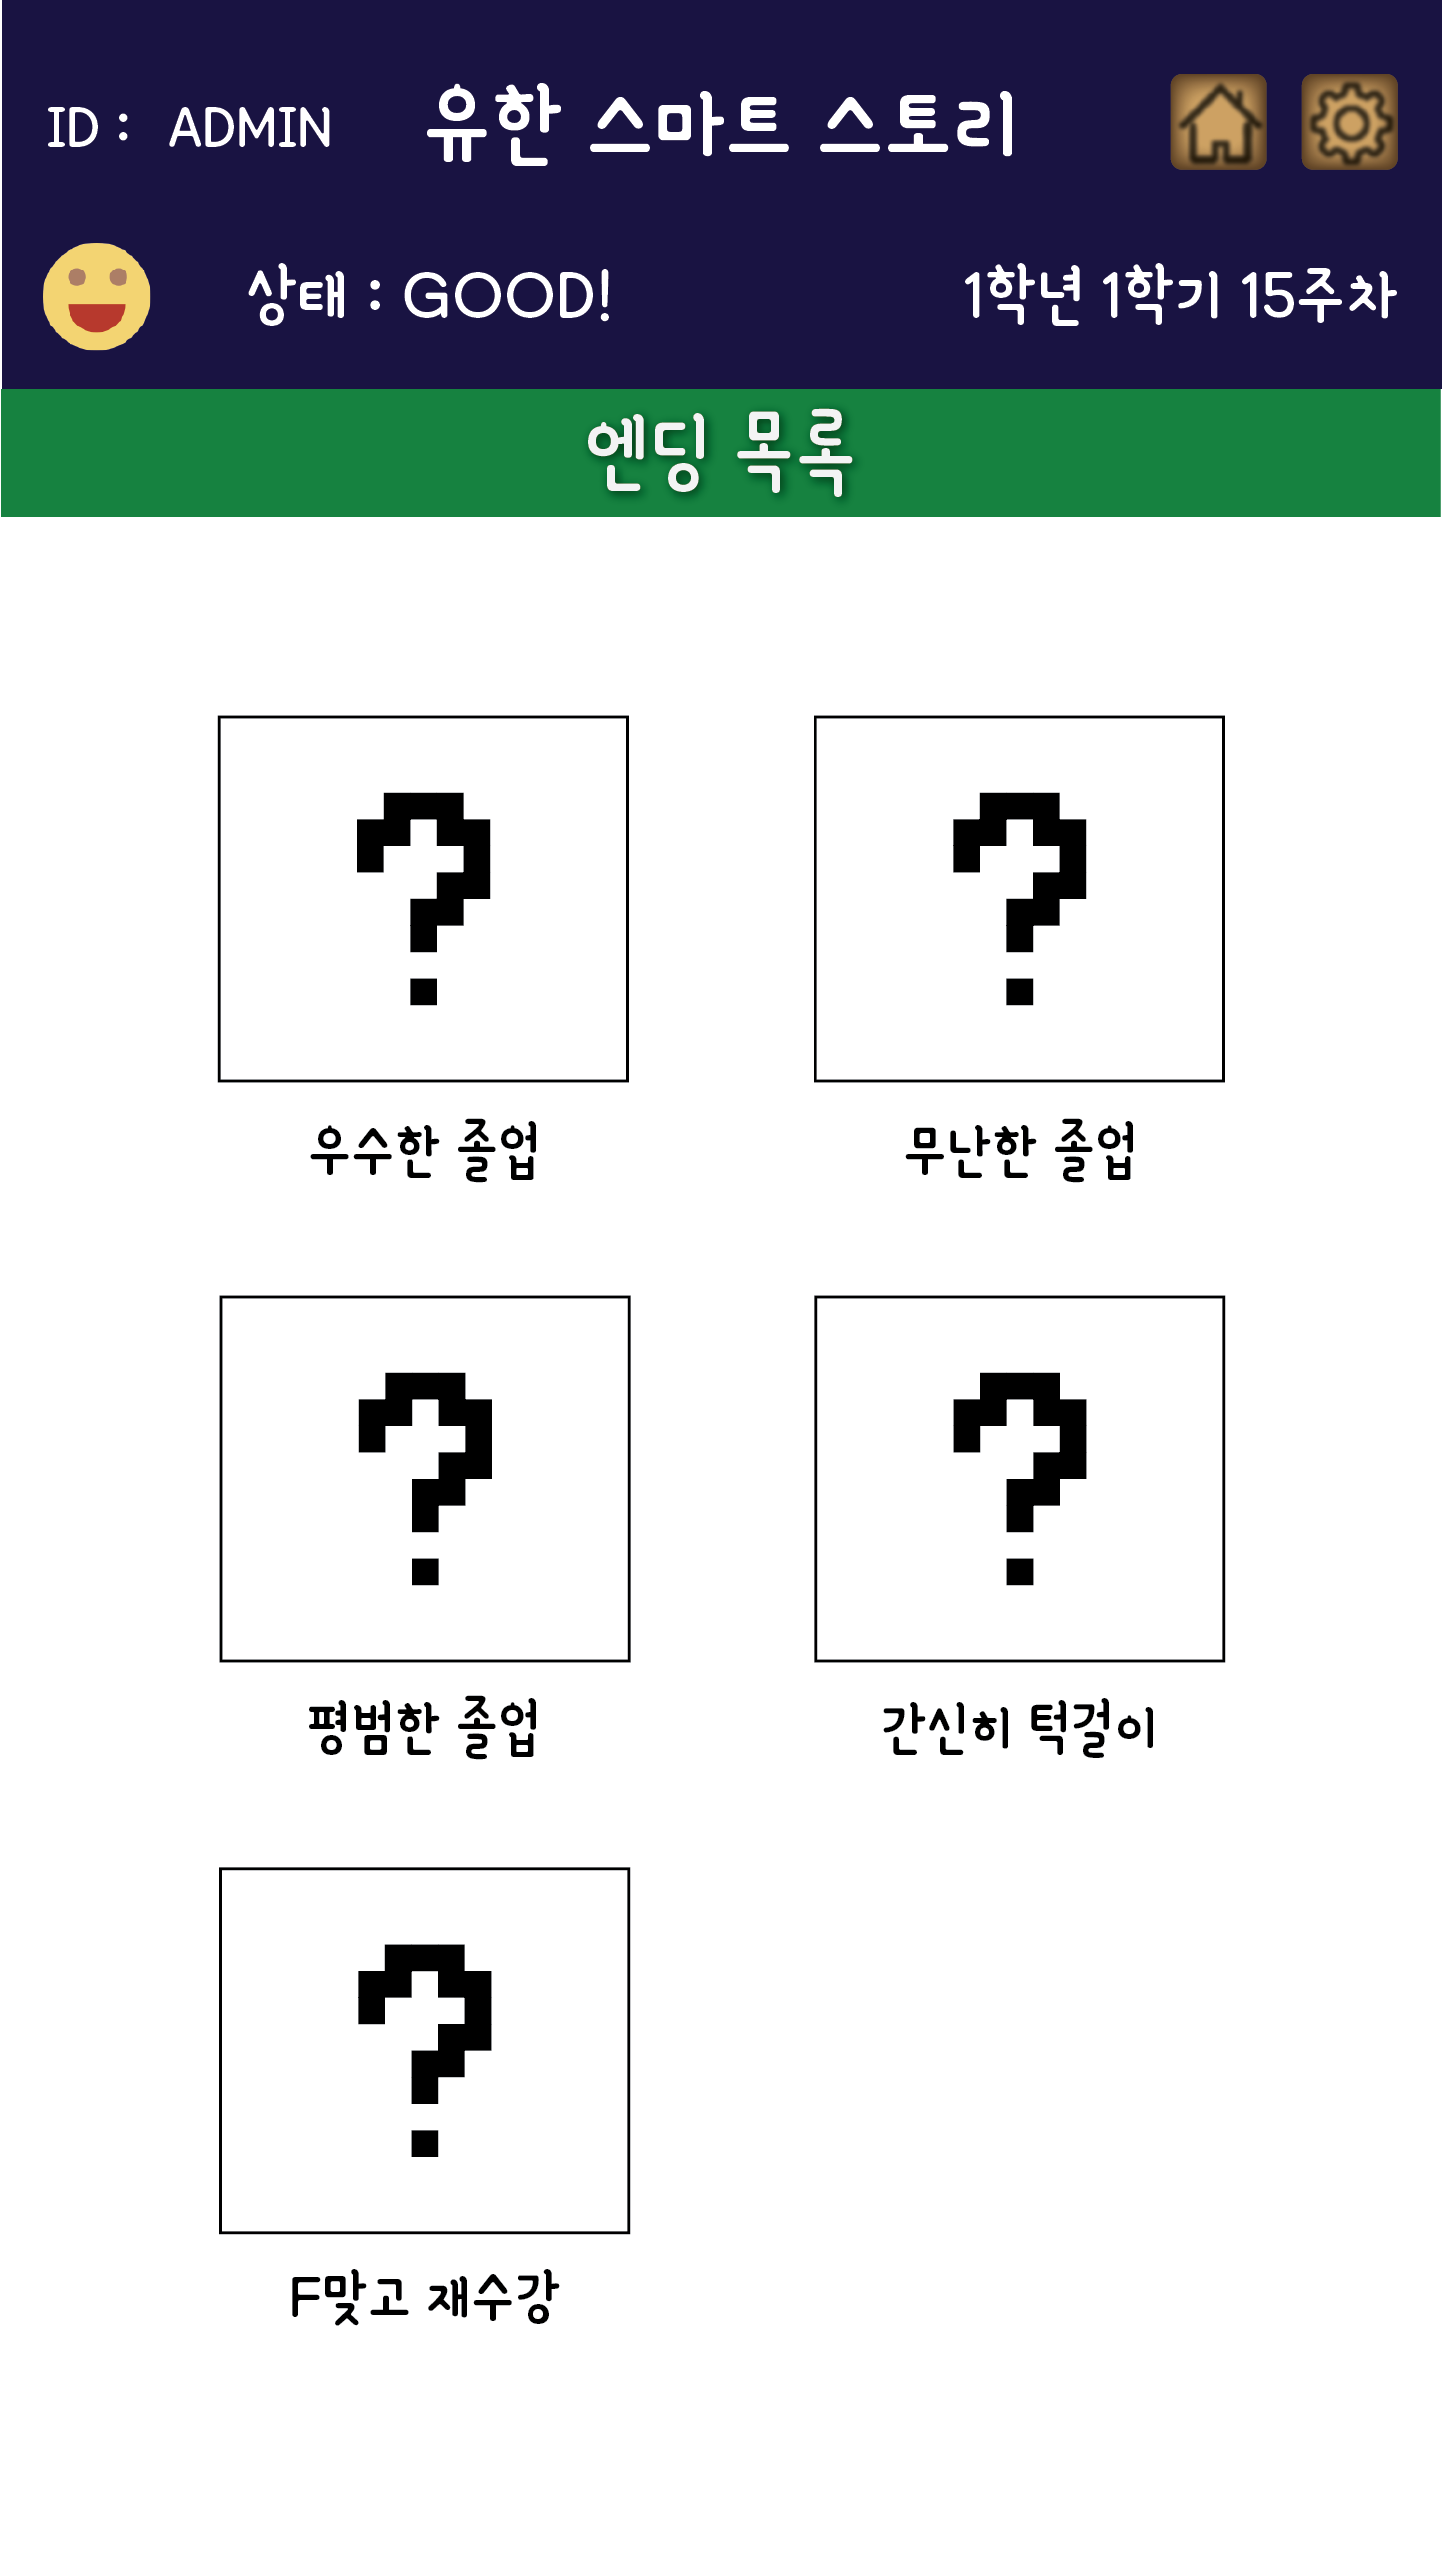 ID : ADMIN
유한 스마트 스토리
상태 : GOOD!
1학년 1학기 15주차
엔딩 목록
?
?
우수한 졸업
무난한 졸업
?
?
평범한 졸업
간신히 턱걸이
?
F맞고 재수강